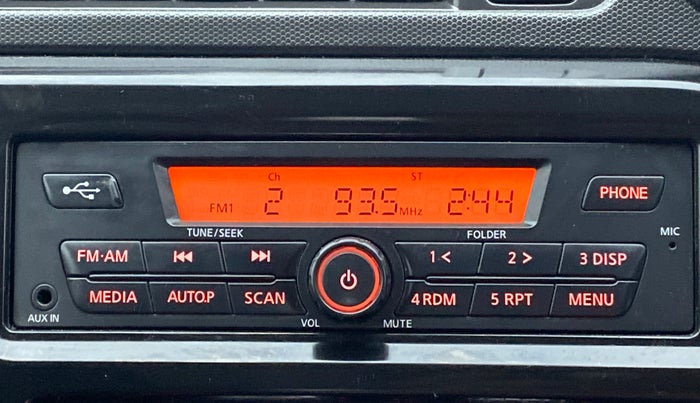 Ch ST
FM1 2 93.5 MHz 2:44
PHONE
TUNE/SEEK FOLDER MIC
FM·AM 1 < 2 > 3 DISP
MEDIA AUTO.P SCAN 4 RDM 5 RPT MENU
AUX IN VOL MUTE